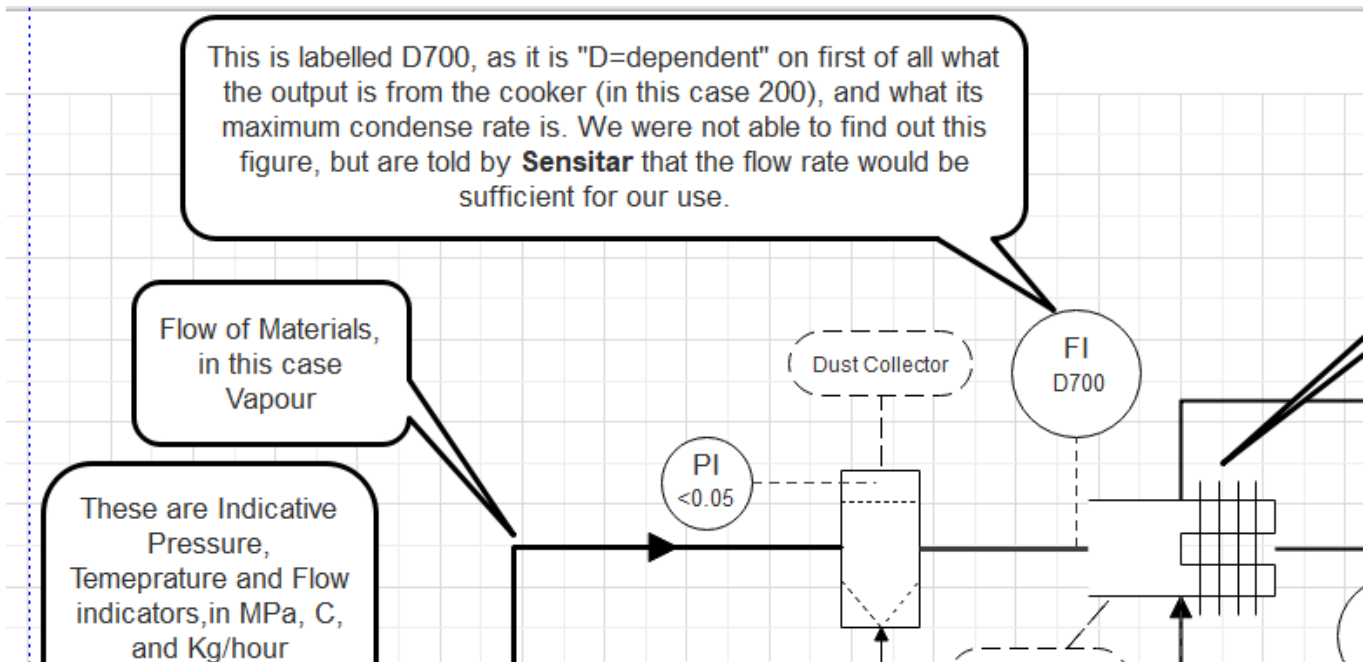 This is labelled D700, as it is "D=dependent" on first of all what
the output is from the cooker (in this case 200), and what its
maximum condense rate is. We were not able to find out this
figure, but are told by Sensitar that the flow rate would be
sufficient for our use.
Flow of Materials,
in this case
Vapour
Dust Collector
FI
D700
PI
<0.05
These are Indicative
Pressure,
Temeprature and Flow
indicators,in MPa, C,
and Kg/hour